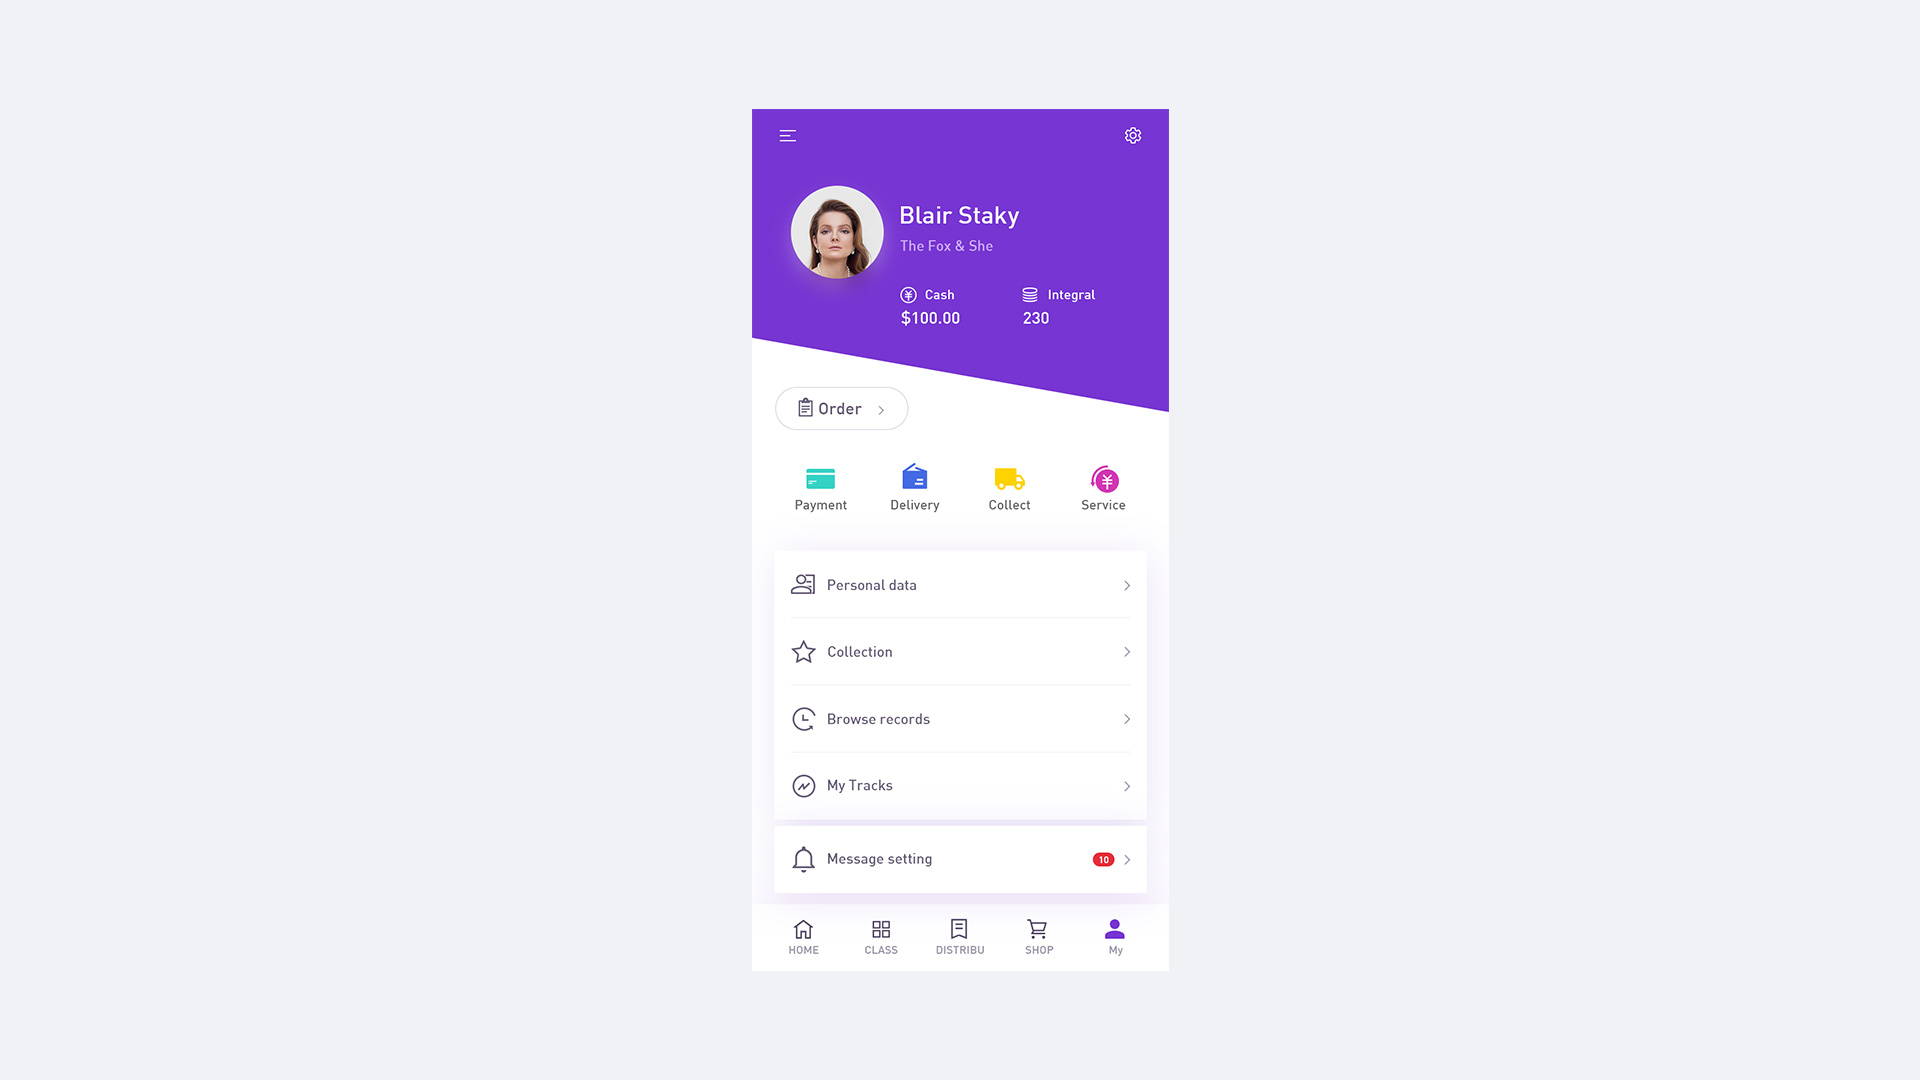 Blair Staky
The Fox & She
Cash
Integral
$100.00
230
Order
Payment
Delivery
Collect
Service
Personal data
Collection
Browse records
My Tracks
Message setting
10
HOME
CLASS
DISTRIBU
SHOP
My